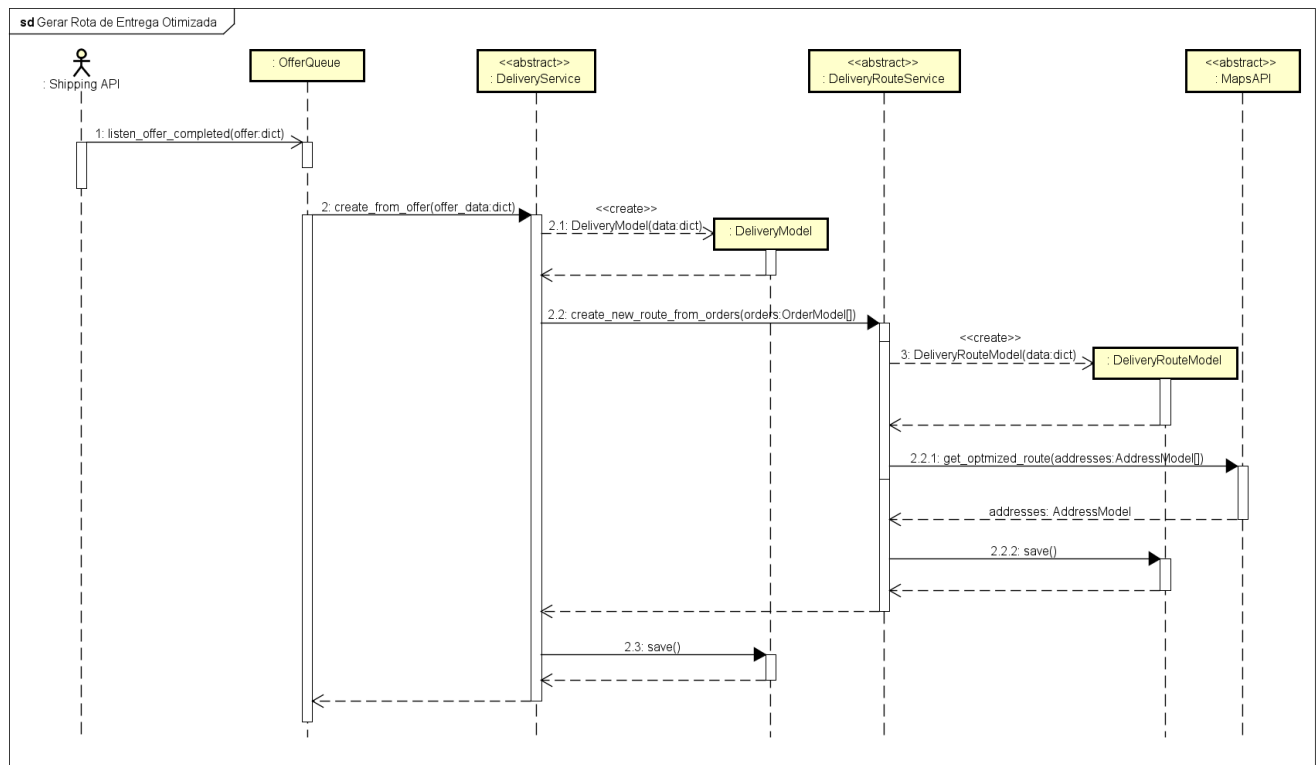 sd Gerar Rota de Entrega Otimizada
: Shipping API
: OfferQueue
<<abstract>>
: DeliveryService
<<abstract>>
: DeliveryRouteService
<<abstract>>
: MapsAPI
1: listen_offer_completed(offer:dict)
2: create_from_offer(offer_data:dict)
<<create>>
2.1: DeliveryModel(data:dict)
: DeliveryModel
2.2: create_new_route_from_orders(orders:OrderModel[])
<<create>>
3: DeliveryRouteModel(data:dict)
: DeliveryRouteModel
2.2.1: get_optmized_route(addresses:AddressModel[])
addresses: AddressModel
2.2.2: save()
2.3: save()